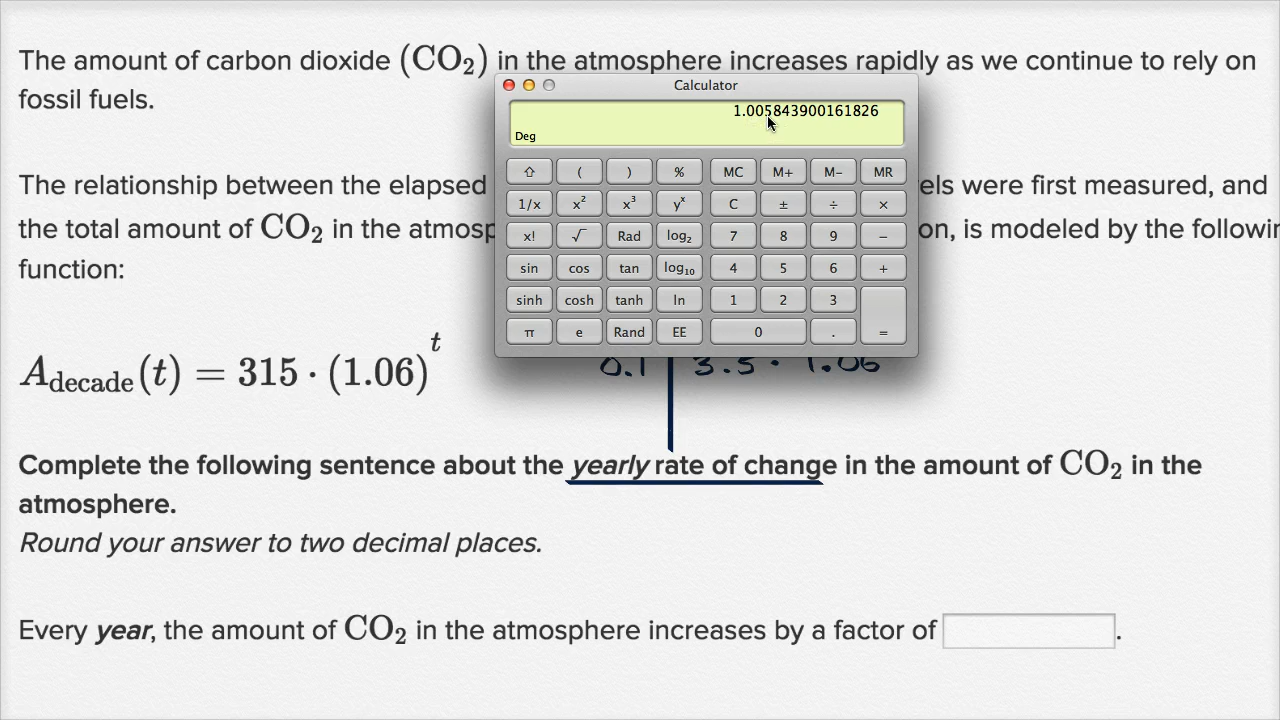 The amount of carbon dioxide (CO₂) in the atmosphere increases rapidly as we continue to rely on
fossil fuels.
Calculator
1.005843900161826
Deg
⇧ ( ) % MC M+ M− MR
1/x x² x³ yˣ C ± ÷ ×
x! √ Rad log₂ 7 8 9 −
sin cos tan log₁₀ 4 5 6 +
sinh cosh tanh ln 1 2 3
π e Rand EE 0 . =
The relationship between the elapsed els were first measured, and
the total amount of CO₂ in the atmosp on, is modeled by the followin
function:
A_decade(t) = 315 · (1.06)^t
0.1 3.5 · 1.06
Complete the following sentence about the yearly rate of change in the amount of CO₂ in the
atmosphere.
Round your answer to two decimal places.
Every year, the amount of CO₂ in the atmosphere increases by a factor of .